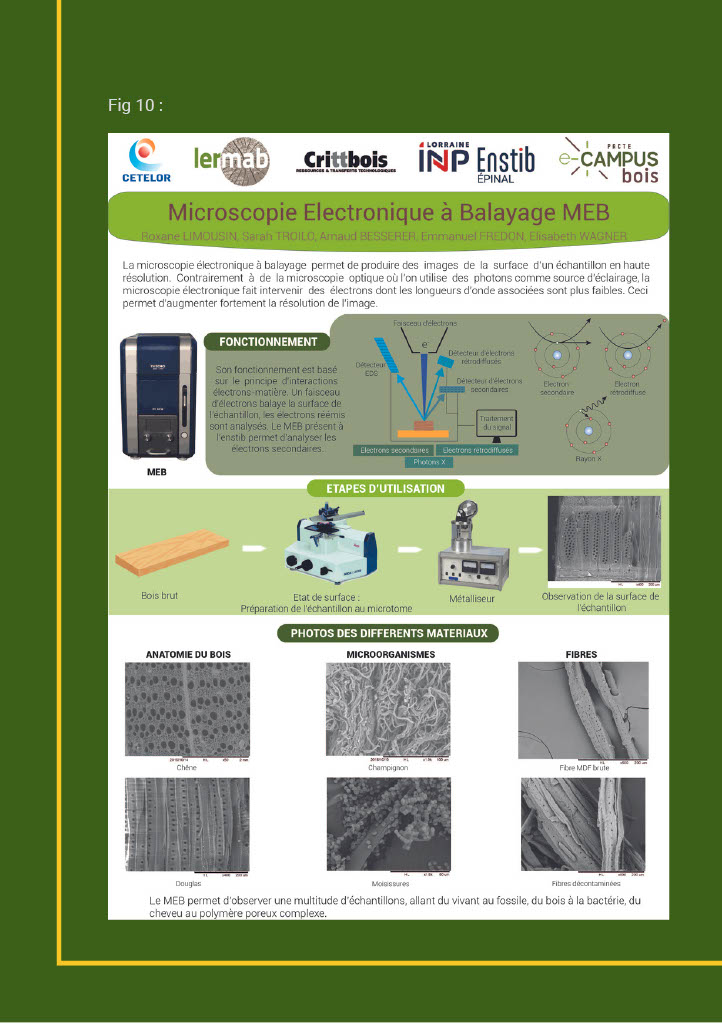 Fig 10 :
CETELOR
lermab
Crittbois
RESSOURCES & TRANSFERTS TECHNOLOGIQUES
LORRAINE
INP Enstib
ÉPINAL
PACTE
e-CAMPUS
bois
Microscopie Electronique à Balayage MEB
Roxane LIMOUSIN, Sarah TROILO, Arnaud BESSERER, Emmanuel FREDON, Elisabeth WAGNER
La microscopie électronique à balayage permet de produire des images de la surface d'un échantillon en haute
résolution. Contrairement à de la microscopie optique où l'on utilise des photons comme source d'éclairage, la
microscopie électronique fait intervenir des électrons dont les longueurs d'onde associées sont plus faibles. Ceci
permet d'augmenter fortement la résolution de l'image.
FONCTIONNEMENT
Son fonctionnement est basé
sur le principe d'interactions
électrons-matière. Un faisceau
d'électrons balaye la surface de
l'échantillon, les électrons réémis
sont analysés. Le MEB présent à
l'enstib permet d'analyser les
électrons secondaires.
MEB
Faisceau d'électrons
e-
Détecteur
EDS
Détecteur d'électrons
rétrodiffusés
Détecteur d'électrons
secondaires
Traitement
du signal
Electrons secondaires
Electrons rétrodiffusés
Photons X
Electron
secondaire
Electron
rétrodiffusé
Rayon X
ETAPES D'UTILISATION
Bois brut
Etat de surface :
Préparation de l'échantillon au microtome
Métalliseur
Observation de la surface de
l'échantillon
PHOTOS DES DIFFERENTS MATERIAUX
ANATOMIE DU BOIS
MICROORGANISMES
FIBRES
Chêne
Champignon
Fibre MDF brute
Douglas
Moisissures
Fibres décontaminées
Le MEB permet d'observer une multitude d'échantillons, allant du vivant au fossile, du bois à la bactérie, du
cheveu au polymère poreux complexe.